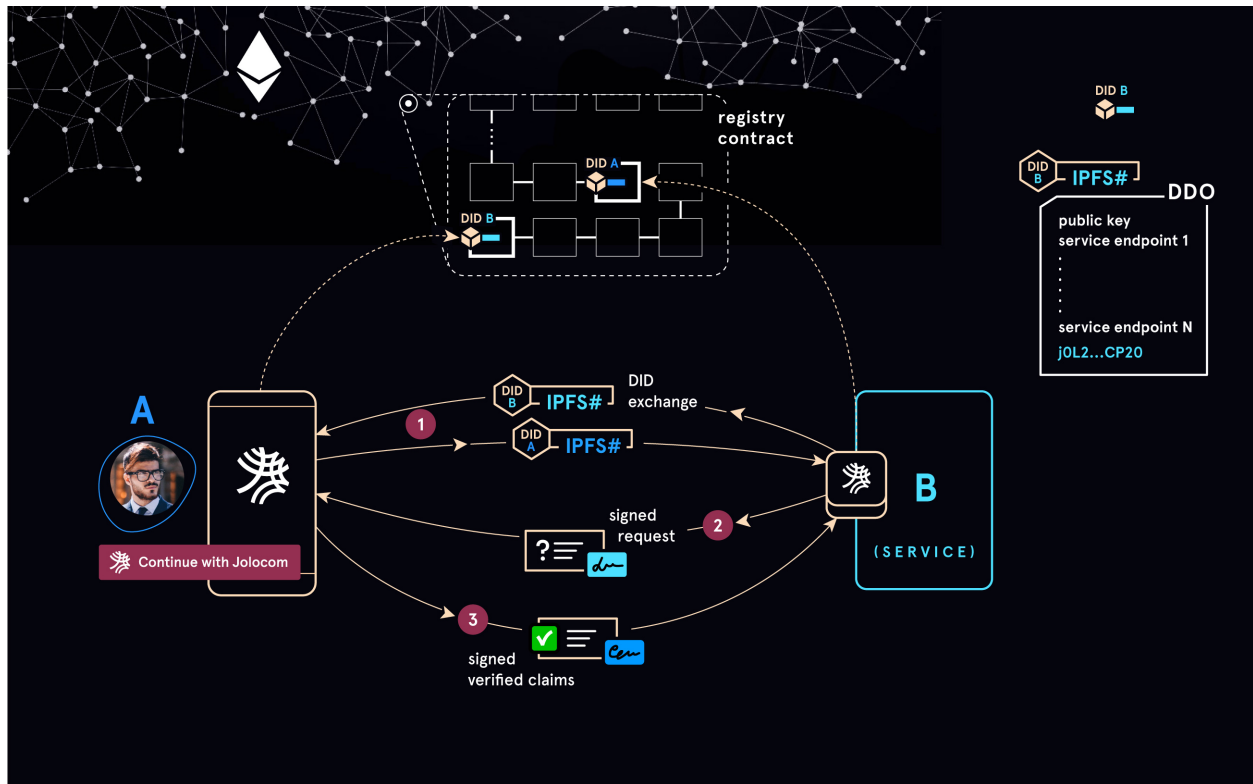 registry
contract
DID A
DID B
DID B
DID
B
IPFS#
DDO
public key
service endpoint 1
service endpoint N
j0L2...CP20
A
Continue with Jolocom
1
DID
B
IPFS#
DID
exchange
DID
A
IPFS#
signed
request
2
?
3
signed
verified claims
B
(SERVICE)